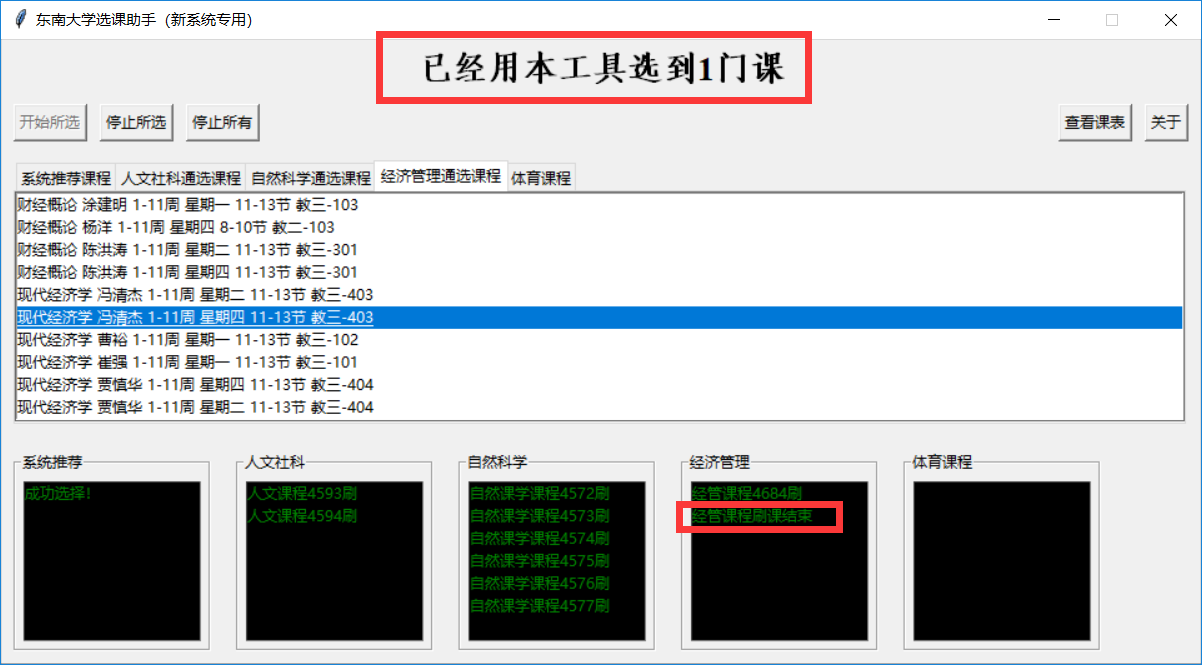 东南大学选课助手（新系统专用）
已经用本工具选到1门课
开始所选 停止所选 停止所有 查看课表 关于
系统推荐课程 人文社科通选课程 自然科学通选课程 经济管理通选课程 体育课程
财经概论 涂建明 1-11周 星期一 11-13节 教三-103
财经概论 杨洋 1-11周 星期四 8-10节 教二-103
财经概论 陈洪涛 1-11周 星期二 11-13节 教三-301
财经概论 陈洪涛 1-11周 星期四 11-13节 教三-301
现代经济学 冯清杰 1-11周 星期二 11-13节 教三-403
现代经济学 冯清杰 1-11周 星期四 11-13节 教三-403
现代经济学 曹裕 1-11周 星期一 11-13节 教三-102
现代经济学 崔强 1-11周 星期一 11-13节 教三-101
现代经济学 贾慎华 1-11周 星期四 11-13节 教三-404
现代经济学 贾慎华 1-11周 星期二 11-13节 教三-404
系统推荐
成功选择!
人文社科
人文课程4593刷
人文课程4594刷
自然科学
自然课学课程4572刷
自然课学课程4573刷
自然课学课程4574刷
自然课学课程4575刷
自然课学课程4576刷
自然课学课程4577刷
经济管理
经管课程4684刷
经管课程刷课结束
体育课程